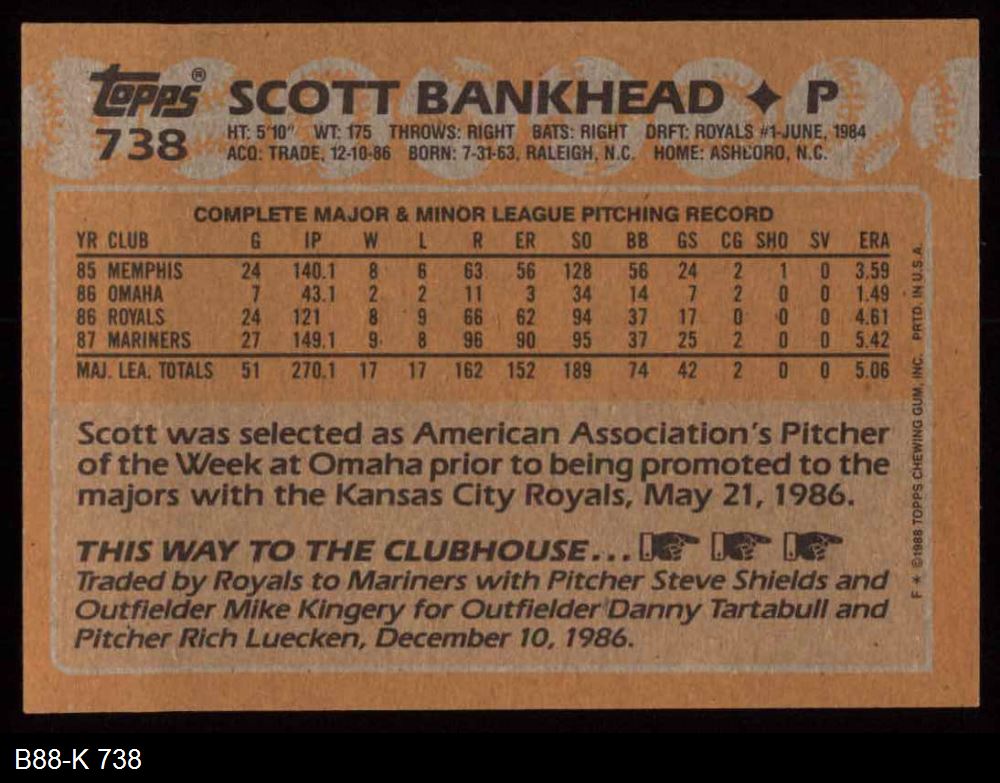 Topps® SCOTT BANKHEAD ✦ P
738 HT: 5'10" WT: 175 THROWS: RIGHT BATS: RIGHT DRFT: ROYALS #1-JUNE, 1984
ACQ: TRADE, 12-10-86 BORN: 7-31-63, RALEIGH, N.C. HOME: ASHEBORO, N.C.
COMPLETE MAJOR & MINOR LEAGUE PITCHING RECORD
YR CLUB G IP W L R ER SO BB GS CG SHO SV ERA
85 MEMPHIS 24 140.1 8 6 63 56 128 56 24 2 1 0 3.59
86 OMAHA 7 43.1 2 2 11 3 34 14 7 2 0 0 1.49
86 ROYALS 24 121 8 9 66 62 94 37 17 0 0 0 4.61
87 MARINERS 27 149.1 9 8 96 90 95 37 25 2 0 0 5.42
MAJ. LEA. TOTALS 51 270.1 17 17 162 152 189 74 42 2 0 0 5.06
Scott was selected as American Association's Pitcher
of the Week at Omaha prior to being promoted to the
majors with the Kansas City Royals, May 21, 1986.
THIS WAY TO THE CLUBHOUSE...
Traded by Royals to Mariners with Pitcher Steve Shields and
Outfielder Mike Kingery for Outfielder Danny Tartabull and
Pitcher Rich Luecken, December 10, 1986.
F * ©1988 TOPPS CHEWING GUM, INC. PRTD. IN U.S.A.
B88-K 738